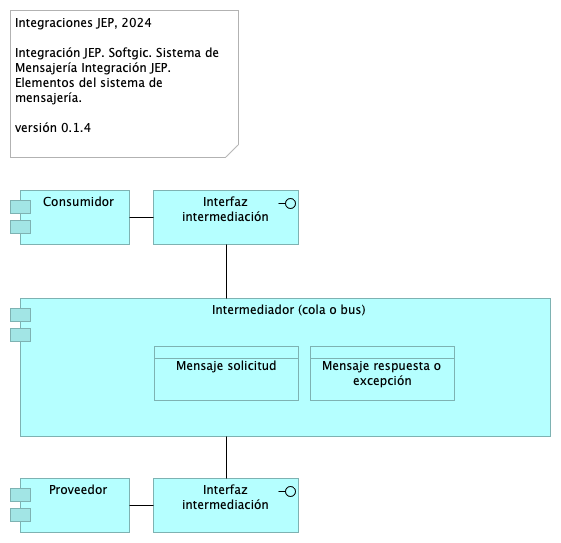 Integraciones JEP, 2024
Integración JEP. Softgic. Sistema de
Mensajería Integración JEP.
Elementos del sistema de
mensajería.
versión 0.1.4
Consumidor
Interfaz
intermediación
Intermediador (cola o bus)
Mensaje solicitud
Mensaje respuesta o
excepción
Proveedor
Interfaz
intermediación